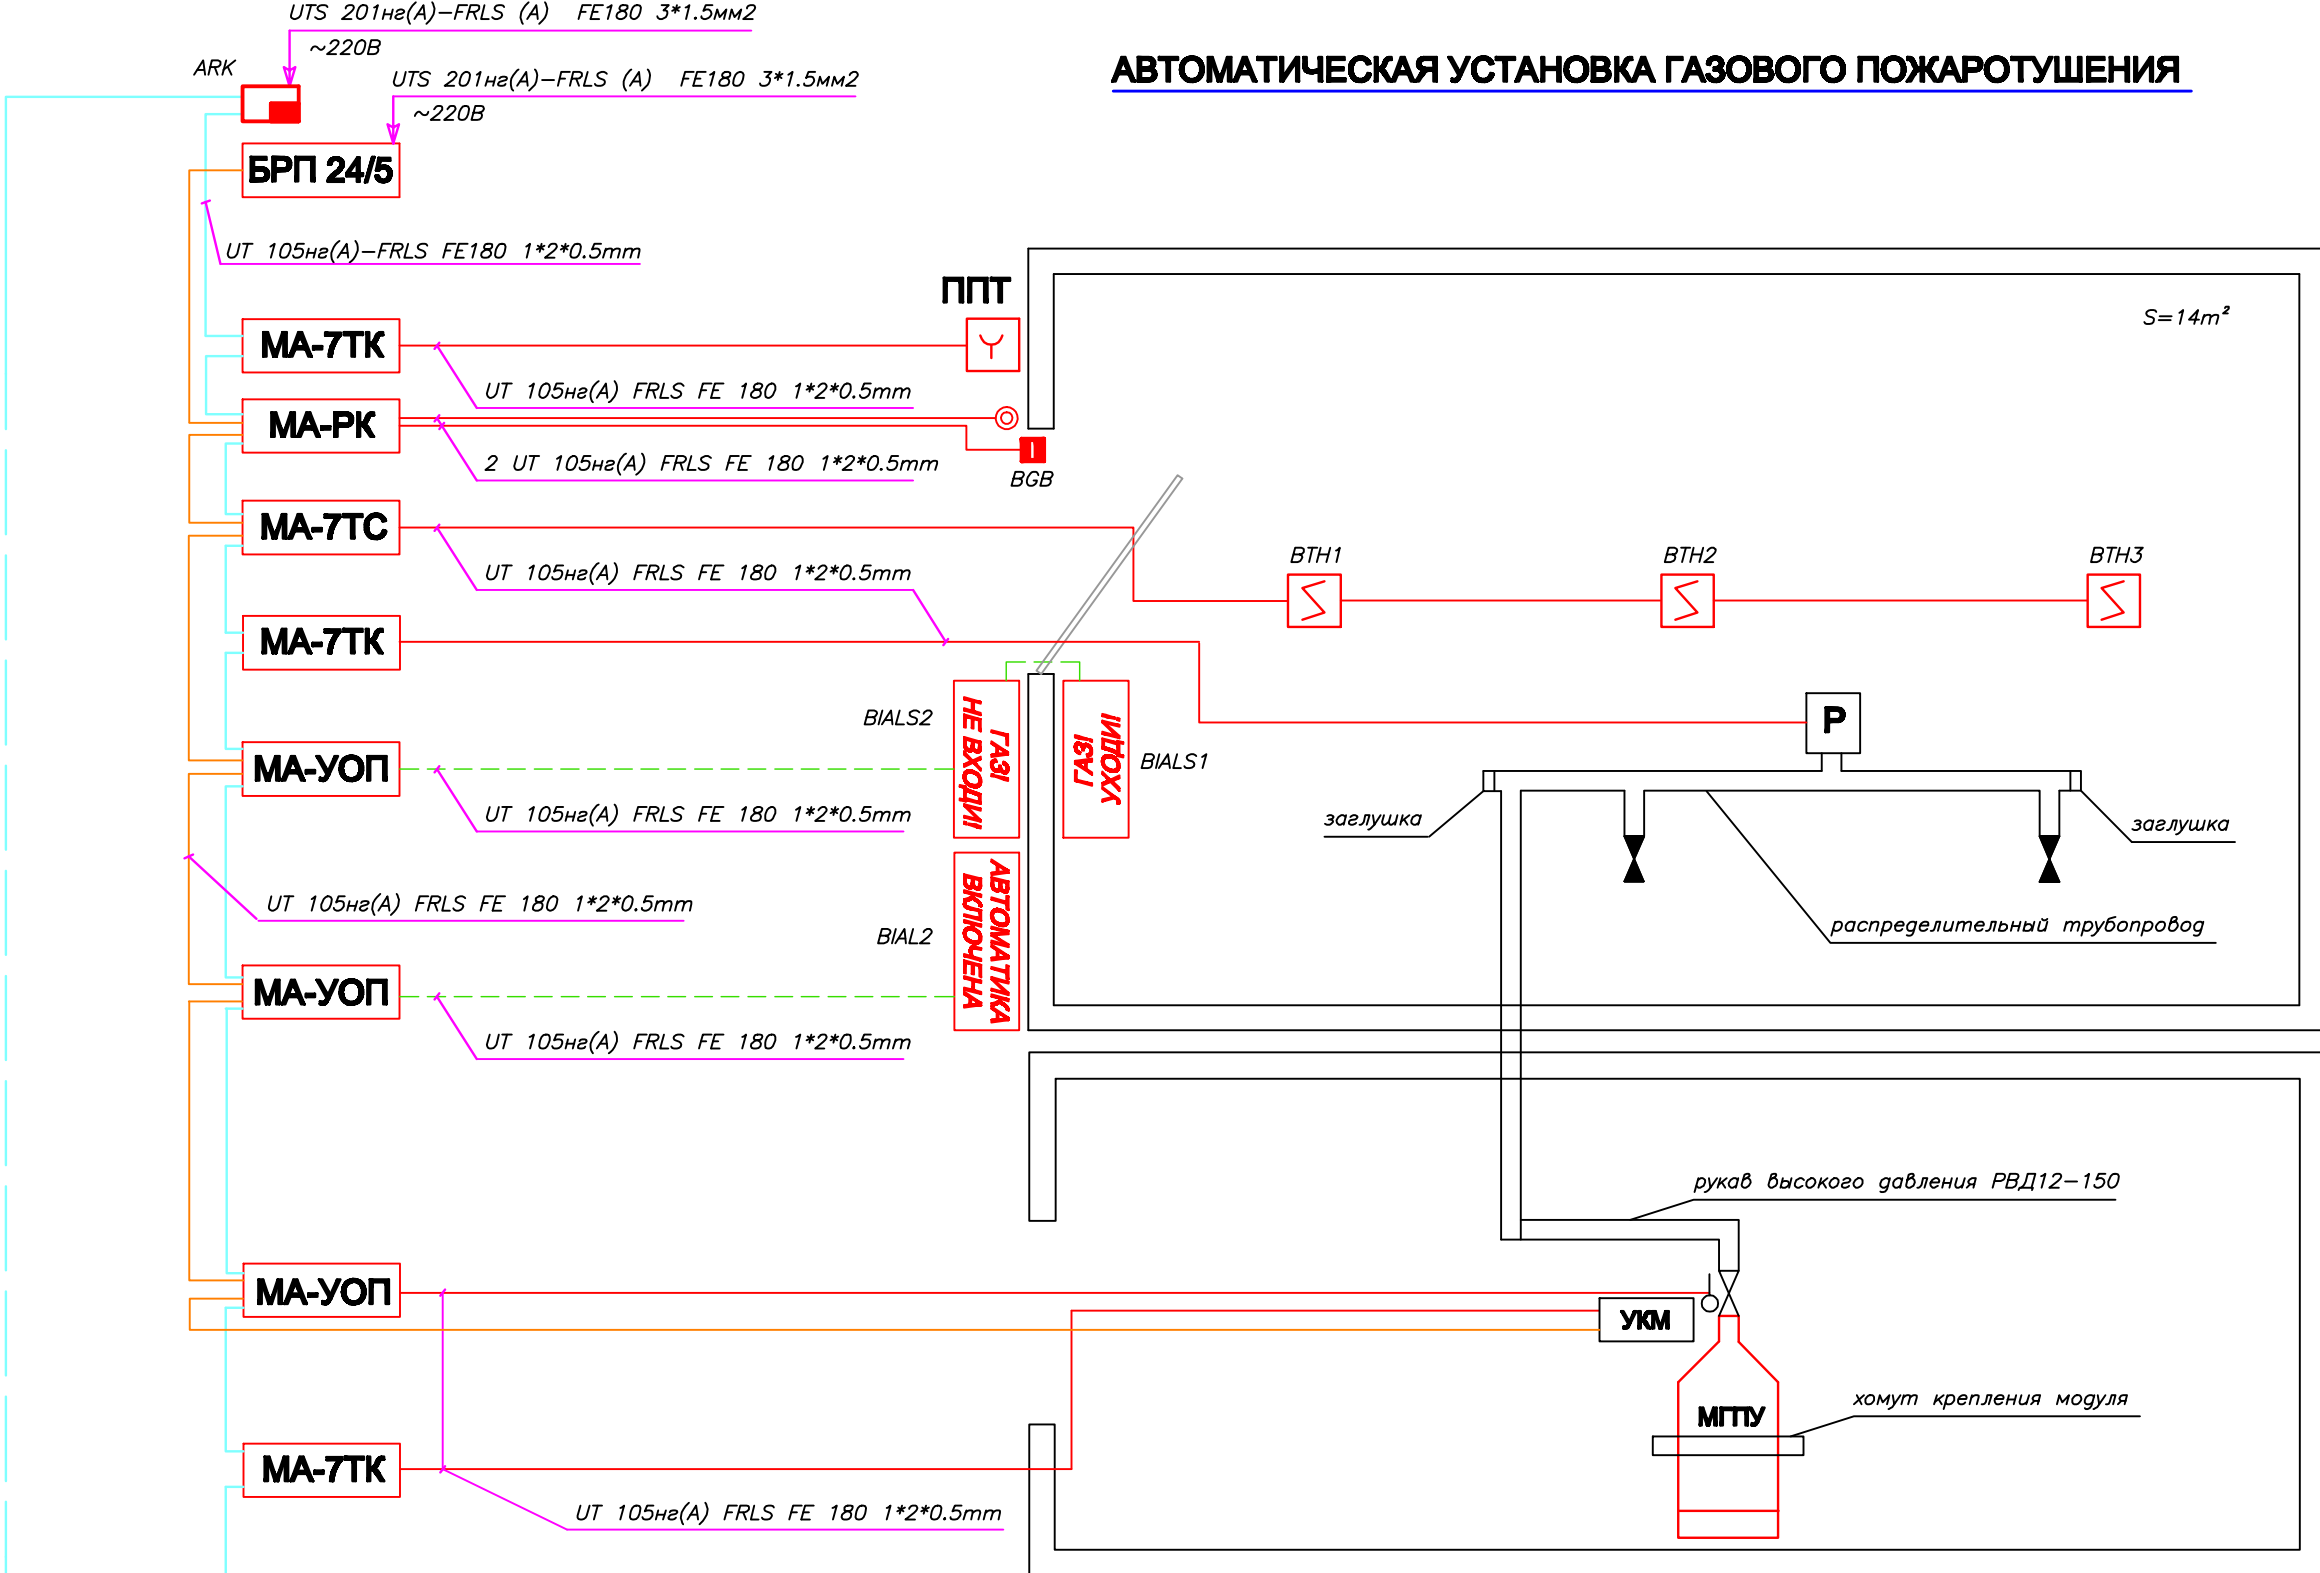 UTS 201нг(А)-FRLS (А) FE180 3*1.5мм2
~220В
ARK
UTS 201нг(А)-FRLS (А) FE180 3*1.5мм2
~220В
АВТОМАТИЧЕСКАЯ УСТАНОВКА ГАЗОВОГО ПОЖАРОТУШЕНИЯ
БРП 24/5
UT 105нг(А)-FRLS FE180 1*2*0.5mm
ППТ
S=14m²
МА-7ТК
UT 105нг(А) FRLS FE 180 1*2*0.5mm
МА-РК
2 UT 105нг(А) FRLS FE 180 1*2*0.5mm
BGB
МА-7ТС
UT 105нг(А) FRLS FE 180 1*2*0.5mm
BTH1
BTH2
BTH3
МА-7ТК
BIALS2
ГАЗ!
НЕ ВХОДИ!
УХОДИ!
ГАЗ!
BIALS1
Р
МА-УОП
UT 105нг(А) FRLS FE 180 1*2*0.5mm
заглушка
заглушка
UT 105нг(А) FRLS FE 180 1*2*0.5mm
BIAL2
АВТОМАТИКА
ВКЛЮЧЕНА
распределительный трубопровод
МА-УОП
UT 105нг(А) FRLS FE 180 1*2*0.5mm
рукав высокого давления РВД12-150
МА-УОП
УКМ
МГПУ
хомут крепления модуля
МА-7ТК
UT 105нг(А) FRLS FE 180 1*2*0.5mm